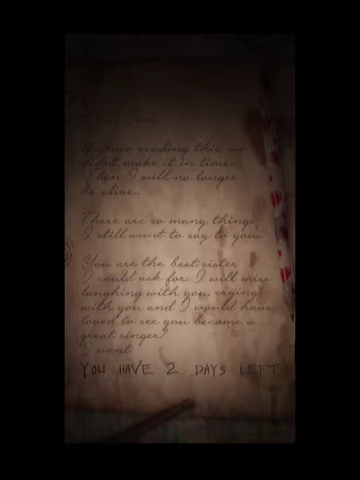 if youre reading this we
didnt make it in time..
Then I will no longer
be alive..
There are so many things
I still want to say to you.
You are the best sister
I could ask for. I will miss
laughing with you, crying
with you and I would have
loved to see you become a
great singer!
I want
YOU HAVE 2 DAYS LEFT